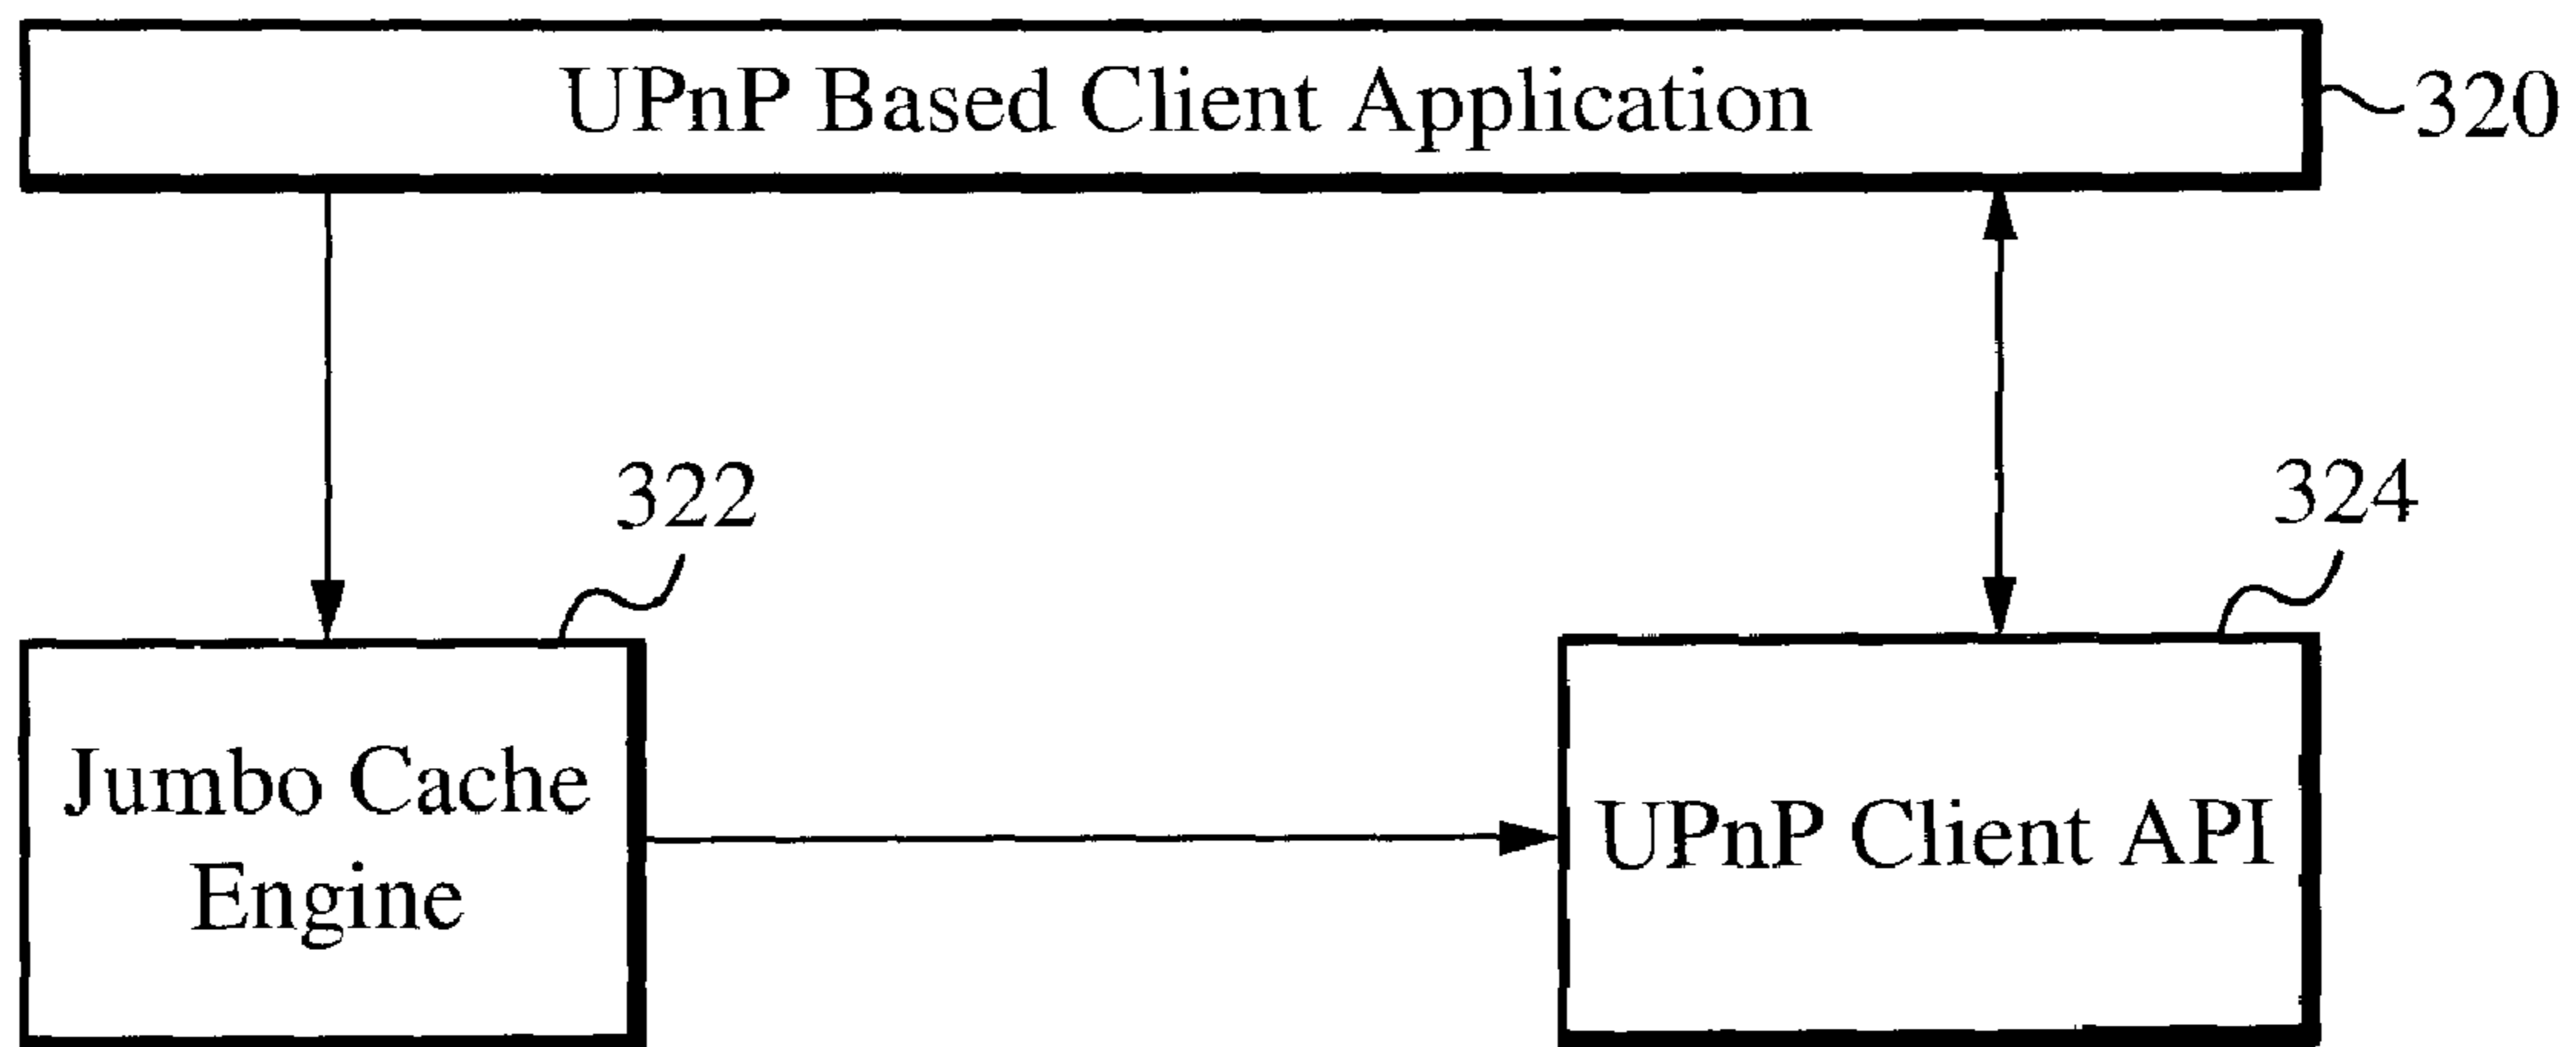 UPnP Based Client Application
320
322
324
Jumbo Cache
Engine
UPnP Client API